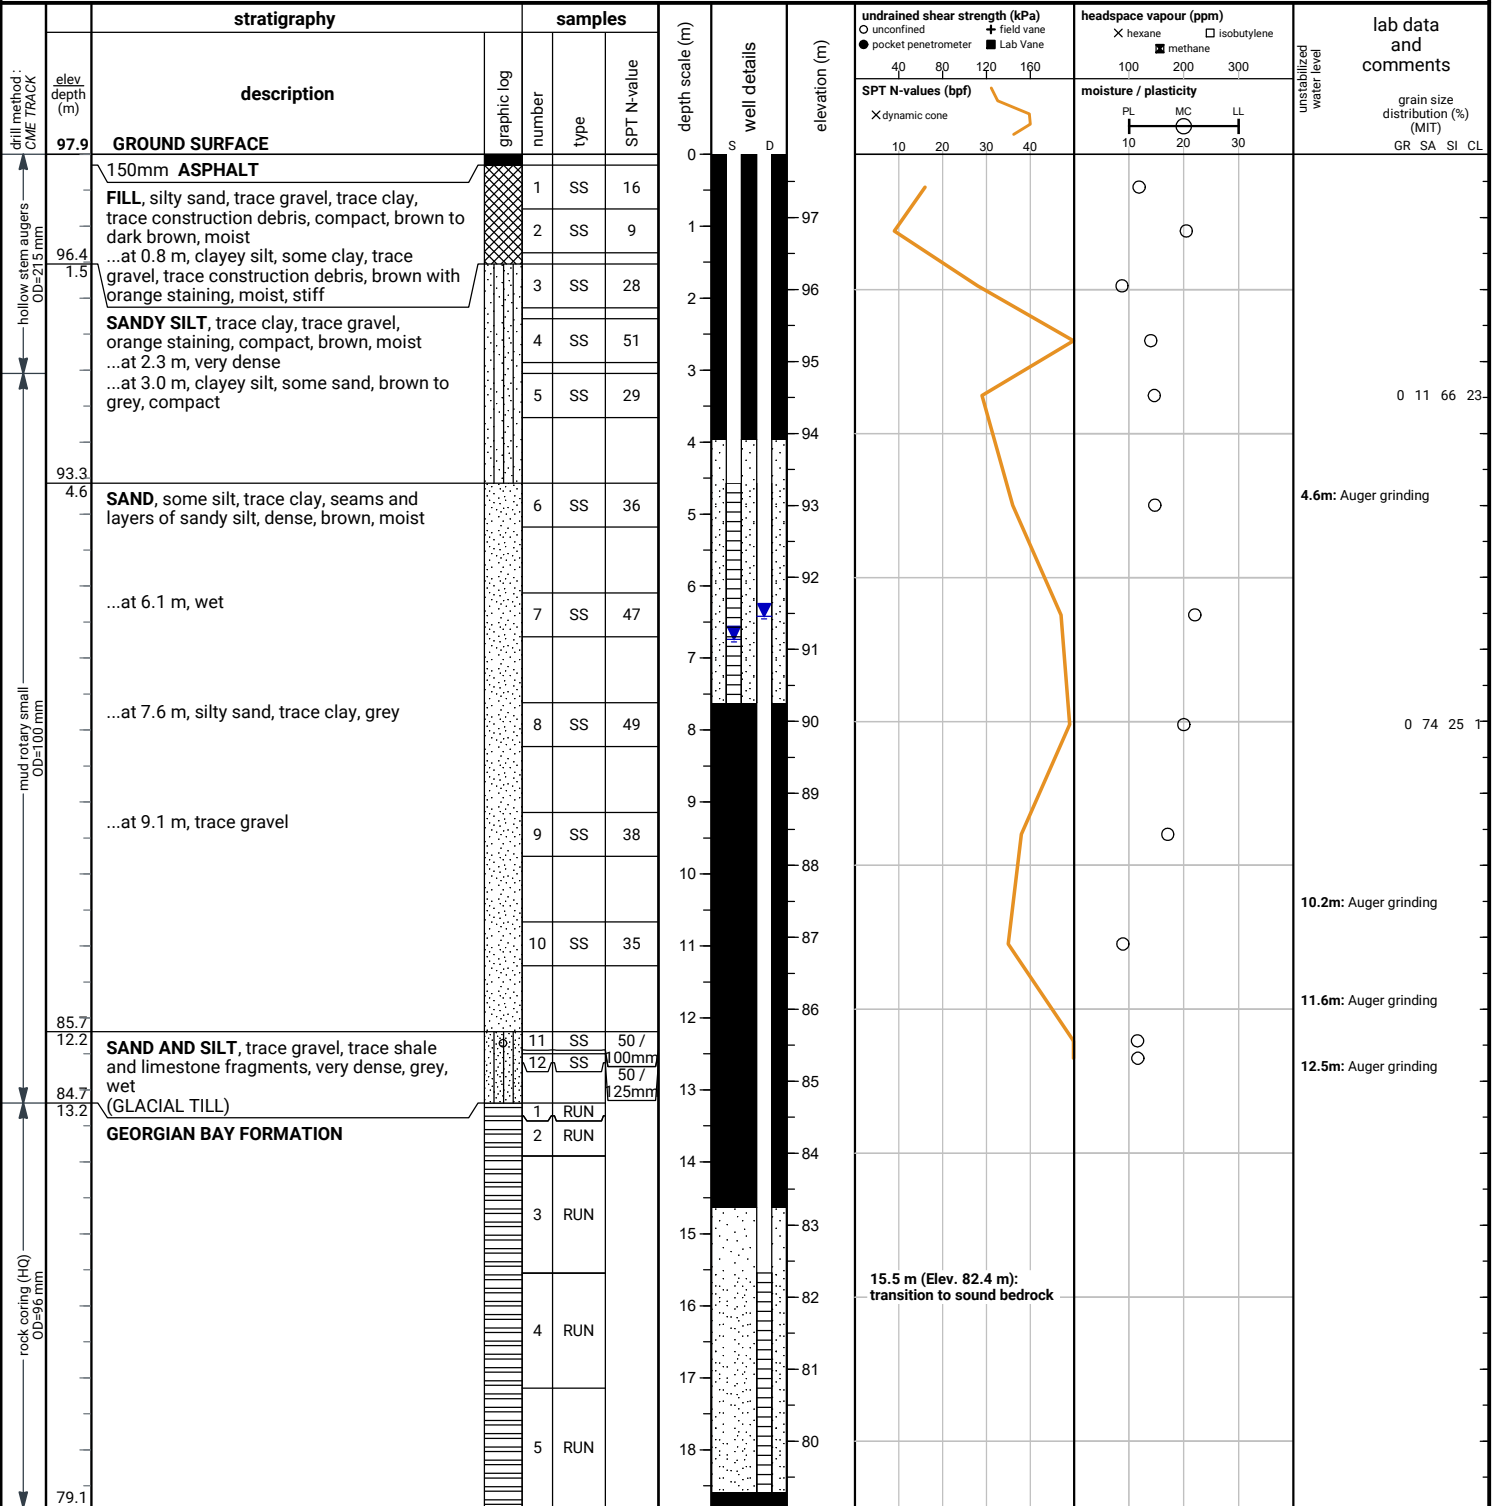 stratigraphy
samples
drill method :
CME TRACK
elev
depth
(m)
description
graphic log
number
type
SPT N-value
depth scale (m)
well details
elevation (m)
undrained shear strength (kPa)
unconfined
field vane
pocket penetrometer
Lab Vane
40 80 120 160
SPT N-values (bpf)
dynamic cone
10 20 30 40
headspace vapour (ppm)
hexane
isobutylene
methane
100 200 300
moisture / plasticity
PL MC LL
10 20 30
unstabilized
water level
lab data
and
comments
grain size
distribution (%)
(MIT)
GR SA SI CL
97.9 GROUND SURFACE
S D
hollow stem augers
OD=215 mm
mud rotary small
OD=100 mm
rock coring (HQ)
OD=96 mm
150mm ASPHALT
FILL, silty sand, trace gravel, trace clay,
trace construction debris, compact, brown to
dark brown, moist
...at 0.8 m, clayey silt, some clay, trace
gravel, trace construction debris, brown with
orange staining, moist, stiff
96.4
1.5
SANDY SILT, trace clay, trace gravel,
orange staining, compact, brown, moist
...at 2.3 m, very dense
...at 3.0 m, clayey silt, some sand, brown to
grey, compact
93.3
4.6
SAND, some silt, trace clay, seams and
layers of sandy silt, dense, brown, moist
...at 6.1 m, wet
...at 7.6 m, silty sand, trace clay, grey
...at 9.1 m, trace gravel
85.7
12.2
SAND AND SILT, trace gravel, trace shale
and limestone fragments, very dense, grey,
wet
(GLACIAL TILL)
84.7
13.2
GEORGIAN BAY FORMATION
79.1
1 SS 16
2 SS 9
3 SS 28
4 SS 51
5 SS 29
6 SS 36
7 SS 47
8 SS 49
9 SS 38
10 SS 35
11 SS 50 /
100mm
12 SS 50 /
125mm
1 RUN
2 RUN
3 RUN
4 RUN
5 RUN
0
1
2
3
4
5
6
7
8
9
10
11
12
13
14
15
16
17
18
97
96
95
94
93
92
91
90
89
88
87
86
85
84
83
82
81
80
15.5 m (Elev. 82.4 m):
transition to sound bedrock
0 11 66 23
4.6m: Auger grinding
0 74 25 1
10.2m: Auger grinding
11.6m: Auger grinding
12.5m: Auger grinding